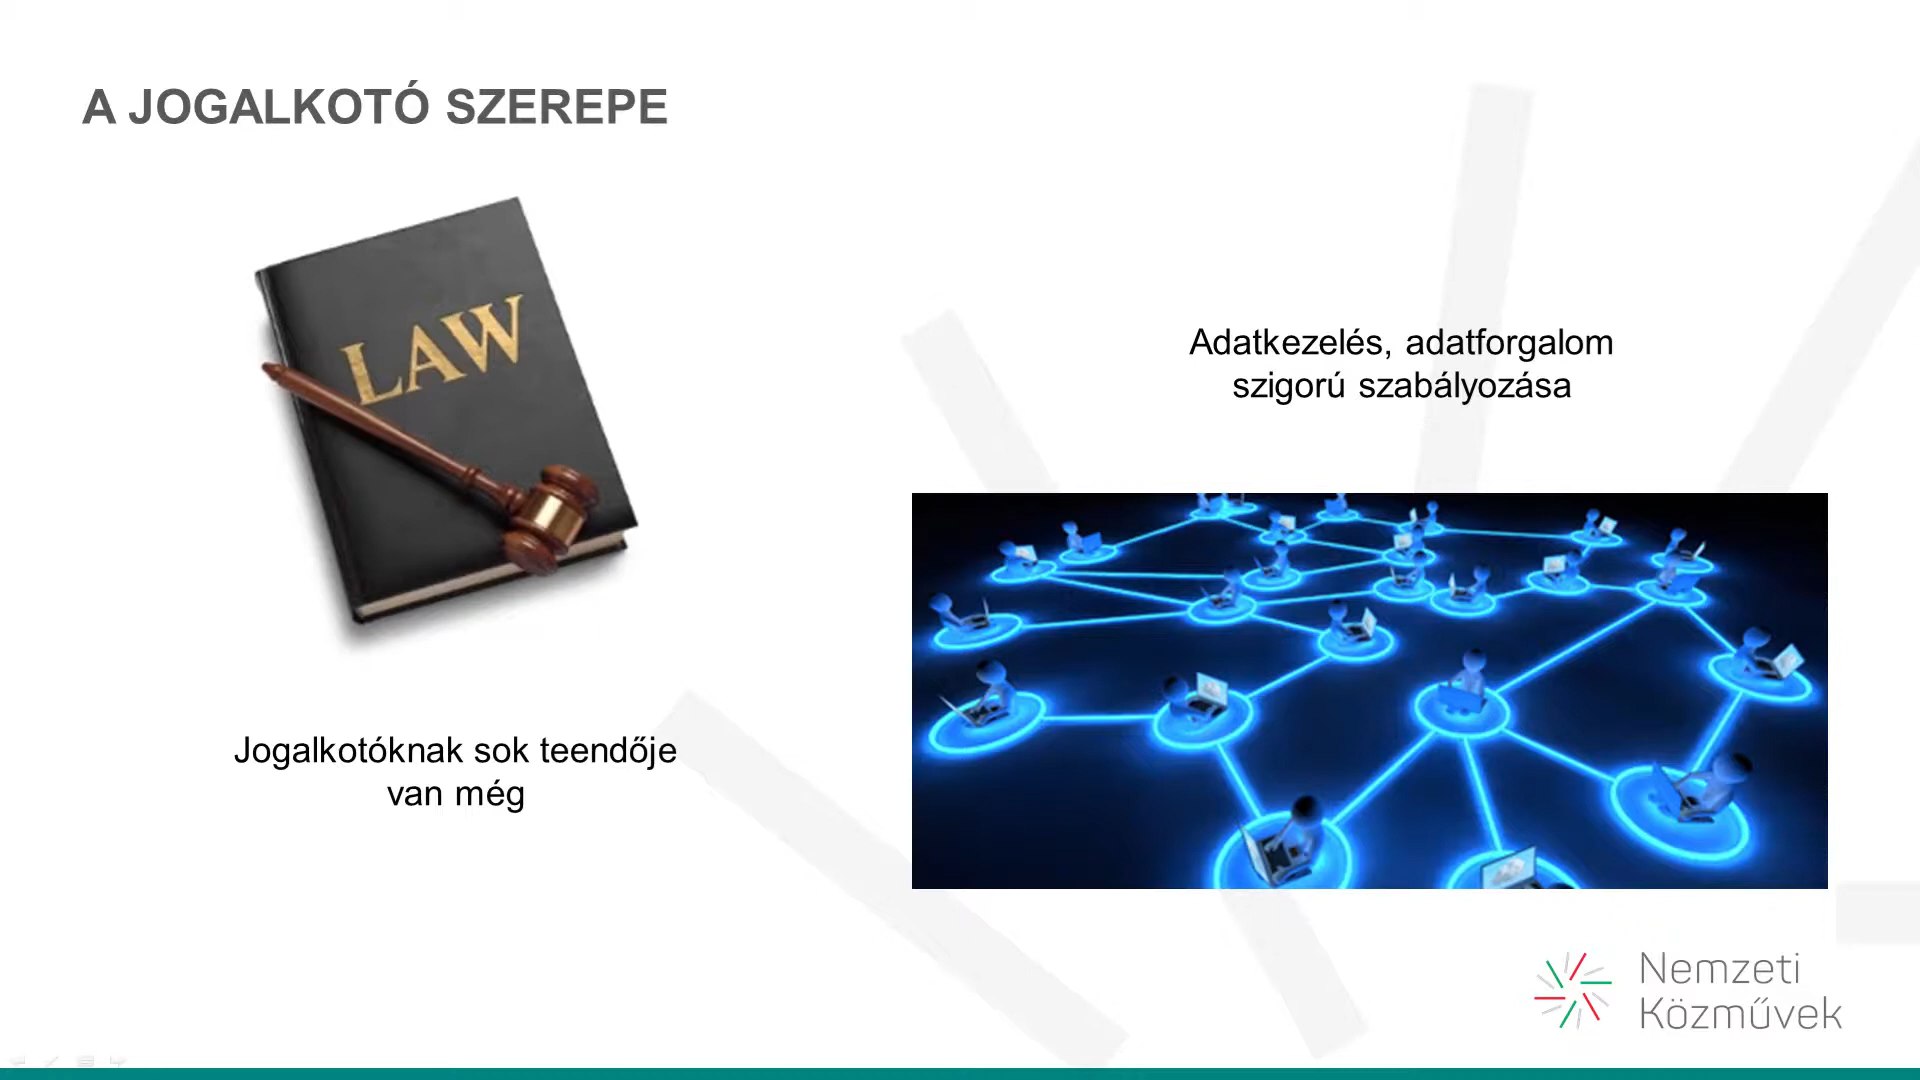 A JOGALKOTÓ SZEREPE
LAW
Jogalkotóknak sok teendője
van még
Adatkezelés, adatforgalom
szigorú szabályozása
Nemzeti
Közművek